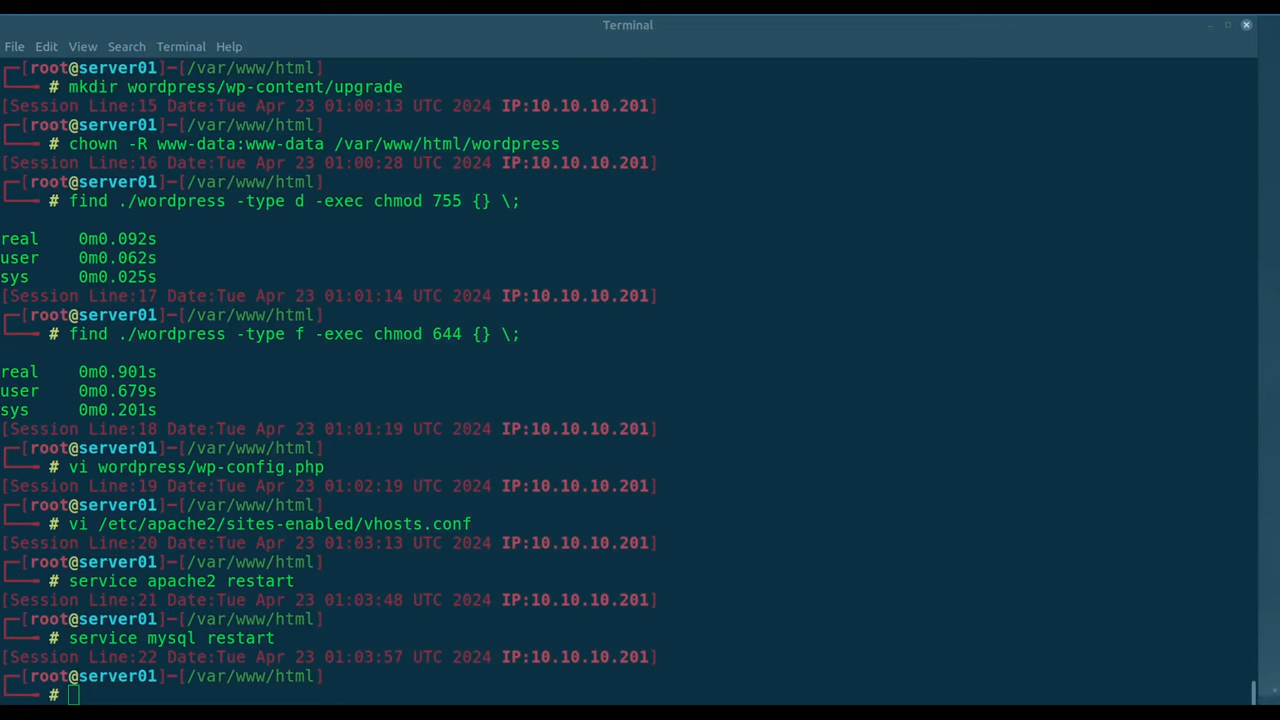 Terminal
File Edit View Search Terminal Help
┌─[root@server01]─[/var/www/html]
└──╼ # mkdir wordpress/wp-content/upgrade
[Session Line:15 Date:Tue Apr 23 01:00:13 UTC 2024 IP:10.10.10.201]
┌─[root@server01]─[/var/www/html]
└──╼ # chown -R www-data:www-data /var/www/html/wordpress
[Session Line:16 Date:Tue Apr 23 01:00:28 UTC 2024 IP:10.10.10.201]
┌─[root@server01]─[/var/www/html]
└──╼ # find ./wordpress -type d -exec chmod 755 {} \;
real 0m0.092s
user 0m0.062s
sys 0m0.025s
[Session Line:17 Date:Tue Apr 23 01:01:14 UTC 2024 IP:10.10.10.201]
┌─[root@server01]─[/var/www/html]
└──╼ # find ./wordpress -type f -exec chmod 644 {} \;
real 0m0.901s
user 0m0.679s
sys 0m0.201s
[Session Line:18 Date:Tue Apr 23 01:01:19 UTC 2024 IP:10.10.10.201]
┌─[root@server01]─[/var/www/html]
└──╼ # vi wordpress/wp-config.php
[Session Line:19 Date:Tue Apr 23 01:02:19 UTC 2024 IP:10.10.10.201]
┌─[root@server01]─[/var/www/html]
└──╼ # vi /etc/apache2/sites-enabled/vhosts.conf
[Session Line:20 Date:Tue Apr 23 01:03:13 UTC 2024 IP:10.10.10.201]
┌─[root@server01]─[/var/www/html]
└──╼ # service apache2 restart
[Session Line:21 Date:Tue Apr 23 01:03:48 UTC 2024 IP:10.10.10.201]
┌─[root@server01]─[/var/www/html]
└──╼ # service mysql restart
[Session Line:22 Date:Tue Apr 23 01:03:57 UTC 2024 IP:10.10.10.201]
┌─[root@server01]─[/var/www/html]
└──╼ #